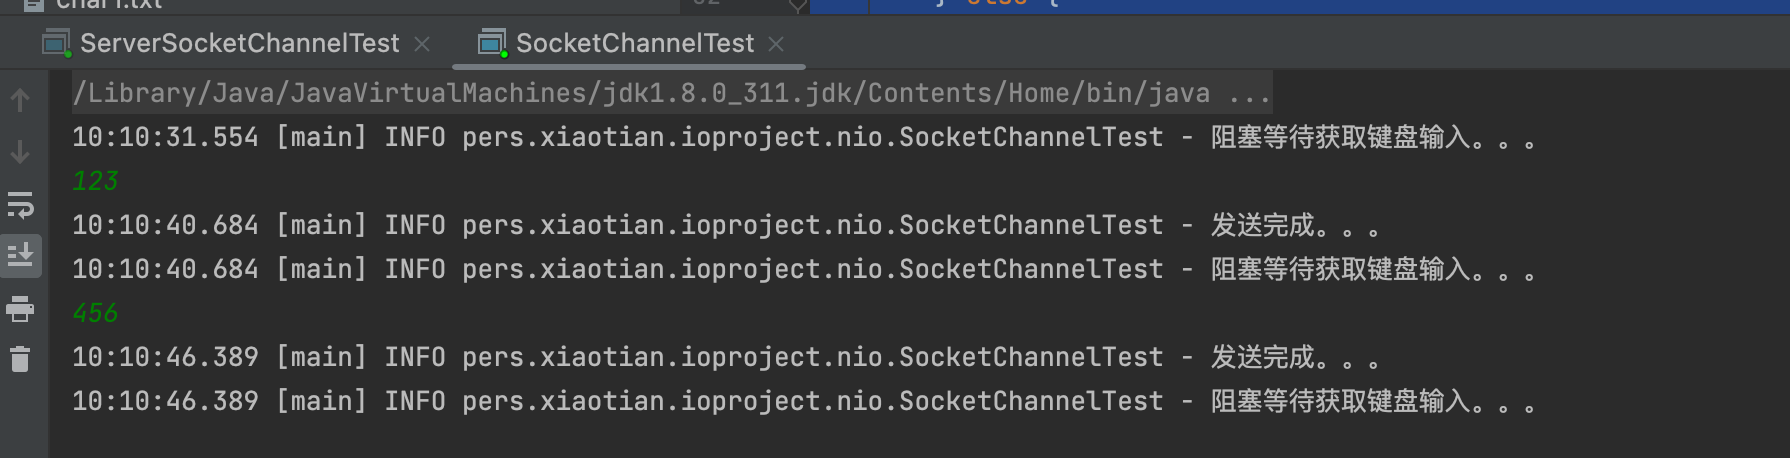 char1.txt
} else {
ServerSocketChannelTest
SocketChannelTest
/Library/Java/JavaVirtualMachines/jdk1.8.0_311.jdk/Contents/Home/bin/java ...
10:10:31.554 [main] INFO pers.xiaotian.ioproject.nio.SocketChannelTest - 阻塞等待获取键盘输入。。。
123
10:10:40.684 [main] INFO pers.xiaotian.ioproject.nio.SocketChannelTest - 发送完成。。。
10:10:40.684 [main] INFO pers.xiaotian.ioproject.nio.SocketChannelTest - 阻塞等待获取键盘输入。。。
456
10:10:46.389 [main] INFO pers.xiaotian.ioproject.nio.SocketChannelTest - 发送完成。。。
10:10:46.389 [main] INFO pers.xiaotian.ioproject.nio.SocketChannelTest - 阻塞等待获取键盘输入。。。